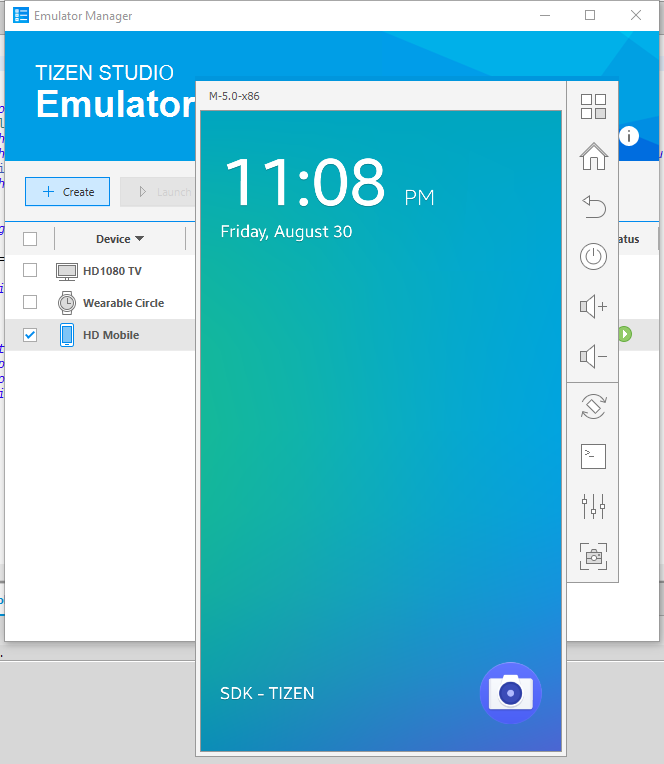 Emulator Manager
TIZEN STUDIO
Emulator
M-5.0-x86
11:08 PM
Friday, August 30
Create
Launch
Device
HD1080 TV
Wearable Circle
HD Mobile
SDK - TIZEN